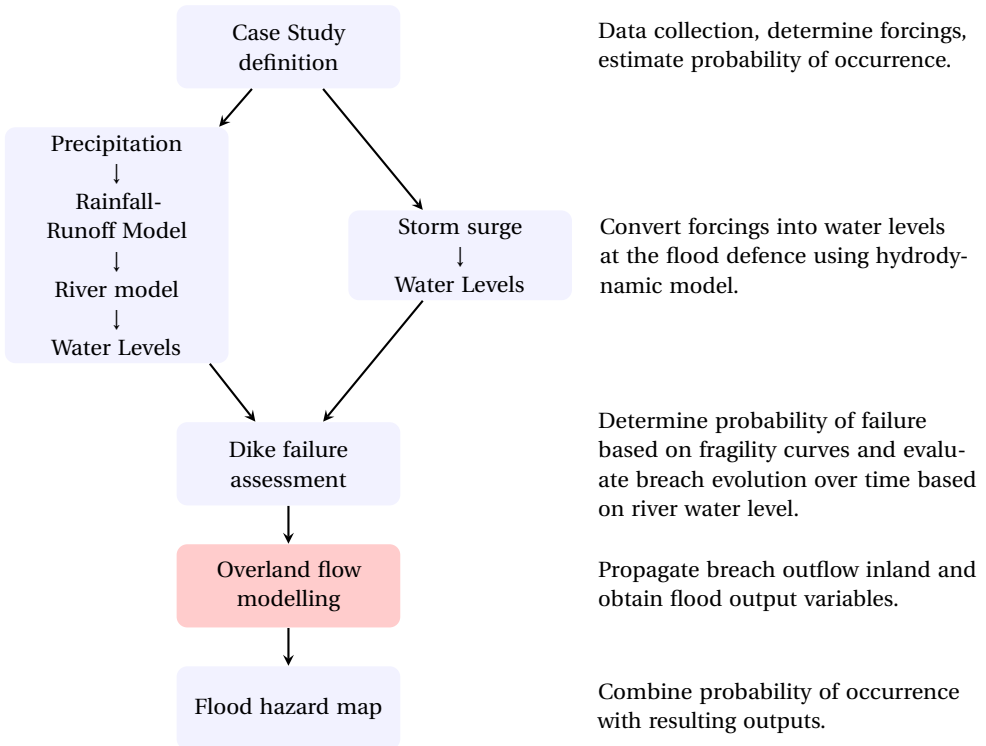 Case Study
definition
Data collection, determine forcings,
estimate probability of occurrence.
Precipitation
↓
Rainfall-
Runoff Model
↓
River model
↓
Water Levels
Storm surge
↓
Water Levels
Convert forcings into water levels
at the flood defence using hydrody-
namic model.
Dike failure
assessment
Determine probability of failure
based on fragility curves and evalu-
ate breach evolution over time based
on river water level.
Overland flow
modelling
Propagate breach outflow inland and
obtain flood output variables.
Flood hazard map
Combine probability of occurrence
with resulting outputs.